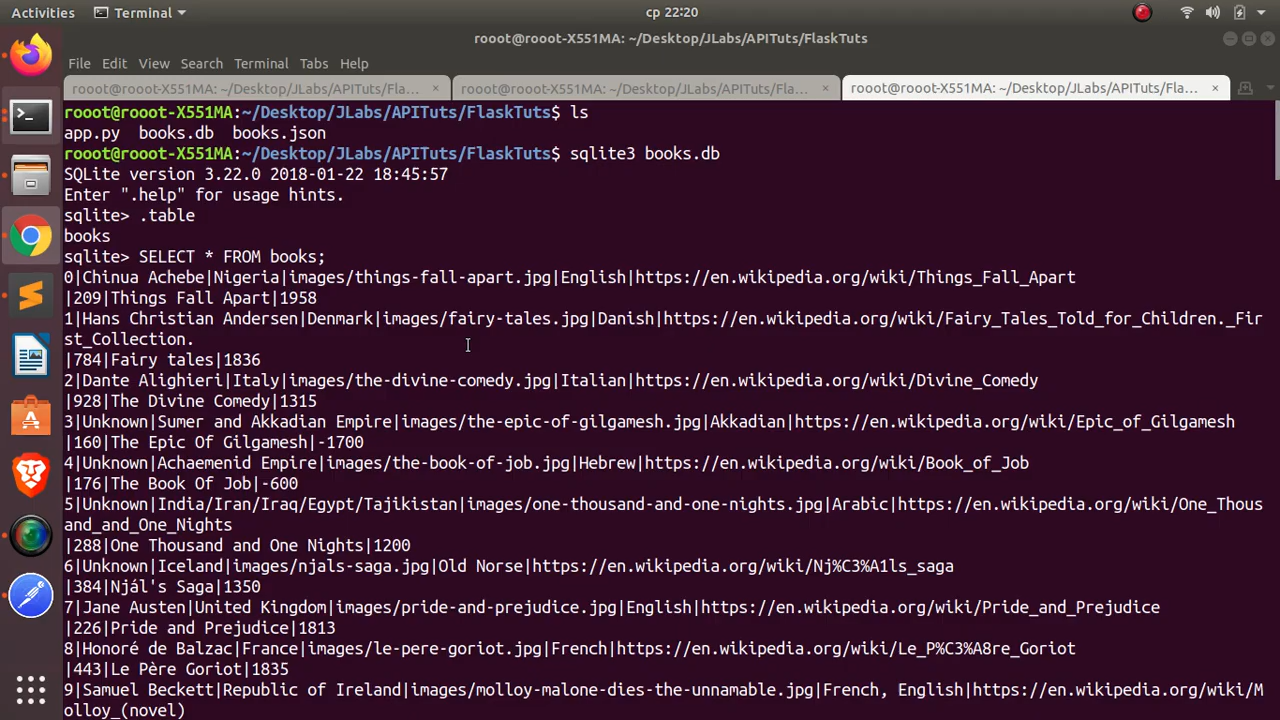 Activities Terminal ср 22:20
rooot@rooot-X551MA: ~/Desktop/JLabs/APITuts/FlaskTuts
File Edit View Search Terminal Tabs Help
rooot@rooot-X551MA: ~/Desktop/JLabs/APITuts/Fla... × rooot@rooot-X551MA: ~/Desktop/JLabs/APITuts/Fla... × rooot@rooot-X551MA: ~/Desktop/JLabs/APITuts/Fla... ×
rooot@rooot-X551MA:~/Desktop/JLabs/APITuts/FlaskTuts$ ls
app.py books.db books.json
rooot@rooot-X551MA:~/Desktop/JLabs/APITuts/FlaskTuts$ sqlite3 books.db
SQLite version 3.22.0 2018-01-22 18:45:57
Enter ".help" for usage hints.
sqlite> .table
books
sqlite> SELECT * FROM books;
0|Chinua Achebe|Nigeria|images/things-fall-apart.jpg|English|https://en.wikipedia.org/wiki/Things_Fall_Apart
|209|Things Fall Apart|1958
1|Hans Christian Andersen|Denmark|images/fairy-tales.jpg|Danish|https://en.wikipedia.org/wiki/Fairy_Tales_Told_for_Children._Fir
st_Collection.
|784|Fairy tales|1836
2|Dante Alighieri|Italy|images/the-divine-comedy.jpg|Italian|https://en.wikipedia.org/wiki/Divine_Comedy
|928|The Divine Comedy|1315
3|Unknown|Sumer and Akkadian Empire|images/the-epic-of-gilgamesh.jpg|Akkadian|https://en.wikipedia.org/wiki/Epic_of_Gilgamesh
|160|The Epic Of Gilgamesh|-1700
4|Unknown|Achaemenid Empire|images/the-book-of-job.jpg|Hebrew|https://en.wikipedia.org/wiki/Book_of_Job
|176|The Book Of Job|-600
5|Unknown|India/Iran/Iraq/Egypt/Tajikistan|images/one-thousand-and-one-nights.jpg|Arabic|https://en.wikipedia.org/wiki/One_Thous
and_and_One_Nights
|288|One Thousand and One Nights|1200
6|Unknown|Iceland|images/njals-saga.jpg|Old Norse|https://en.wikipedia.org/wiki/Nj%C3%A1ls_saga
|384|Njál's Saga|1350
7|Jane Austen|United Kingdom|images/pride-and-prejudice.jpg|English|https://en.wikipedia.org/wiki/Pride_and_Prejudice
|226|Pride and Prejudice|1813
8|Honoré de Balzac|France|images/le-pere-goriot.jpg|French|https://en.wikipedia.org/wiki/Le_P%C3%A8re_Goriot
|443|Le Père Goriot|1835
9|Samuel Beckett|Republic of Ireland|images/molloy-malone-dies-the-unnamable.jpg|French, English|https://en.wikipedia.org/wiki/M
olloy_(novel)